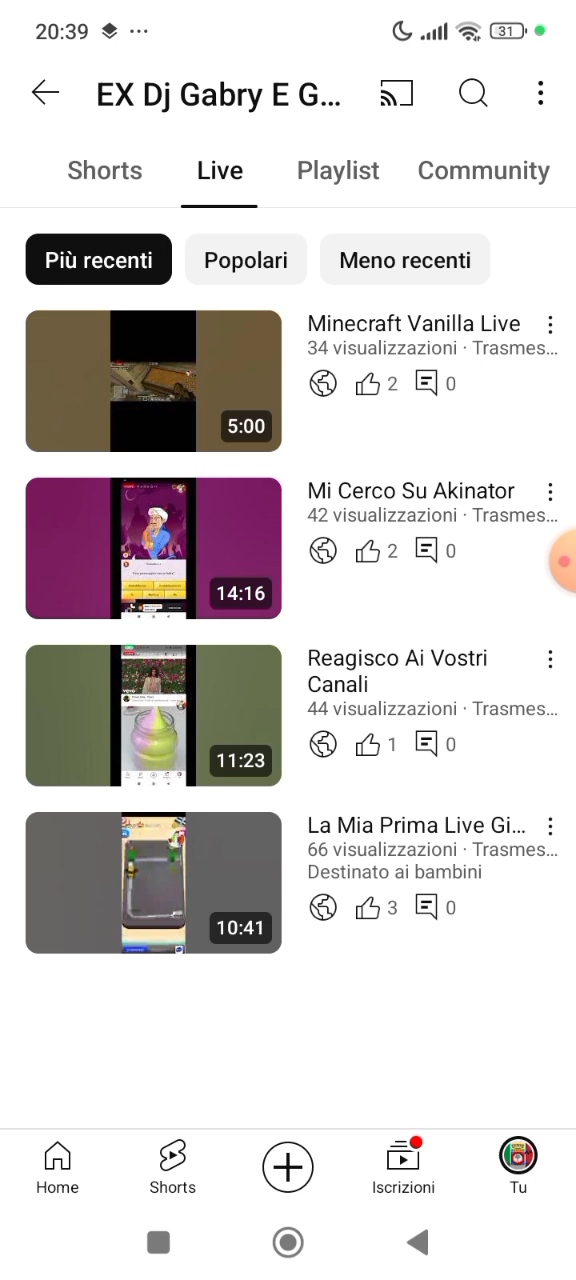 20:39
31
EX Dj Gabry E G...
Shorts
Live
Playlist
Community
Più recenti
Popolari
Meno recenti
5:00
Minecraft Vanilla Live
34 visualizzazioni · Trasmes...
2
0
14:16
Mi Cerco Su Akinator
42 visualizzazioni · Trasmes...
2
0
11:23
Reagisco Ai Vostri
Canali
44 visualizzazioni · Trasmes...
1
0
10:41
La Mia Prima Live Gi...
66 visualizzazioni · Trasmes...
Destinato ai bambini
3
0
Home
Shorts
Iscrizioni
Tu